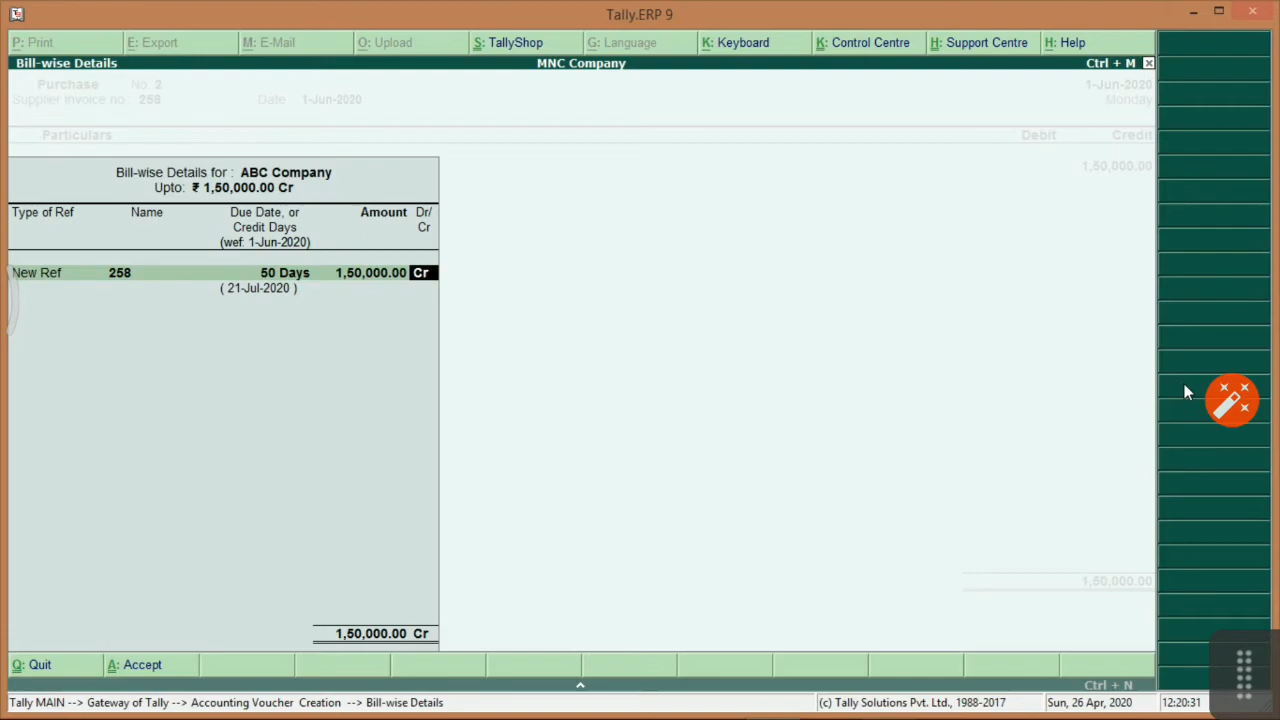 Tally.ERP 9
P: Print E: Export M: E-Mail O: Upload S: TallyShop G: Language K: Keyboard K: Control Centre H: Support Centre H: Help
Bill-wise Details MNC Company Ctrl + M
Purchase No. 2 1-Jun-2020
Supplier Invoice no. 258 Date 1-Jun-2020 Monday
Particulars Debit Credit
1,50,000.00
Bill-wise Details for : ABC Company
Upto: ₹ 1,50,000.00 Cr
Type of Ref Name Due Date, or Amount Dr/
Credit Days Cr
(wef: 1-Jun-2020)
New Ref 258 50 Days 1,50,000.00 Cr
( 21-Jul-2020 )
1,50,000.00
1,50,000.00 Cr
Q: Quit A: Accept
Ctrl + N
Tally MAIN --> Gateway of Tally --> Accounting Voucher Creation --> Bill-wise Details (c) Tally Solutions Pvt. Ltd., 1988-2017 Sun, 26 Apr, 2020 12:20:31